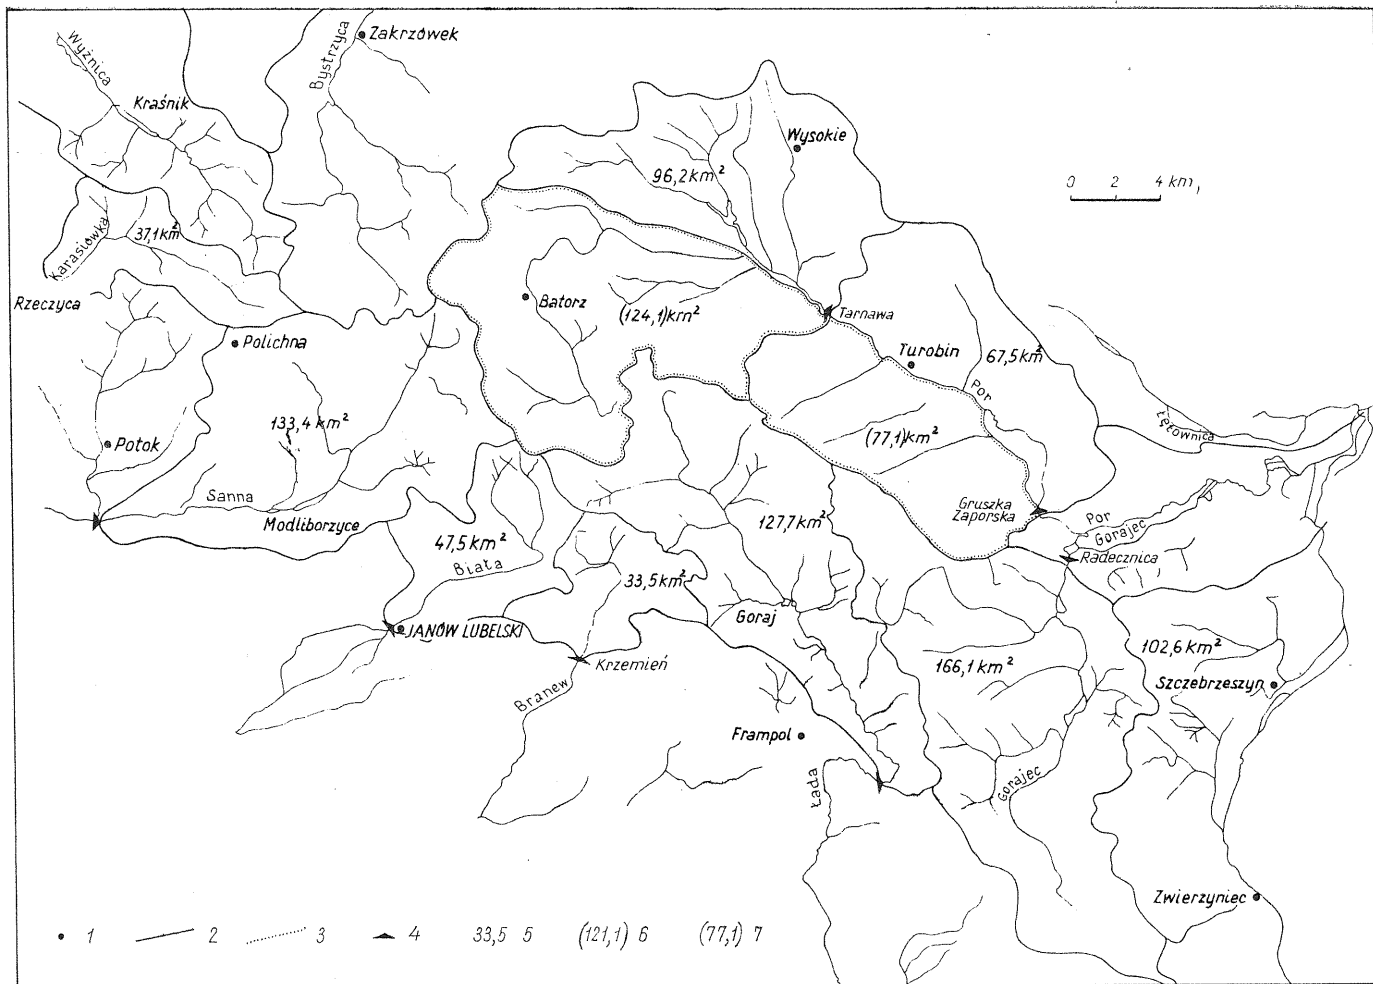 Zakrzówek
Wyżnica
Bystrzyca
Kraśnik
Wysokie
96,2 km²
0 2 4 km,
37,1 km²
Karasiówka
Rzeczyca
Batorz
(124,1) km²
Tarnawa
Polichna
Turobin
67,5 km²
Por
133,4 km²
Potok
(77,1) km²
Łętownica
Sanna
Modliborzyce
Gruszka
Zaporska
127,7 km²
Por
Gorajec
47,5 km²
Radecznica
Biała
33,5 km²
Goraj
JANÓW LUBELSKI
Krzemień
166,1 km²
102,6 km²
Szczebrzeszyn
Branew
Frampol
Łada
Gorajec
Zwierzyniec
1 2 3 4 33,5 5 (121,1) 6 (77,1) 7